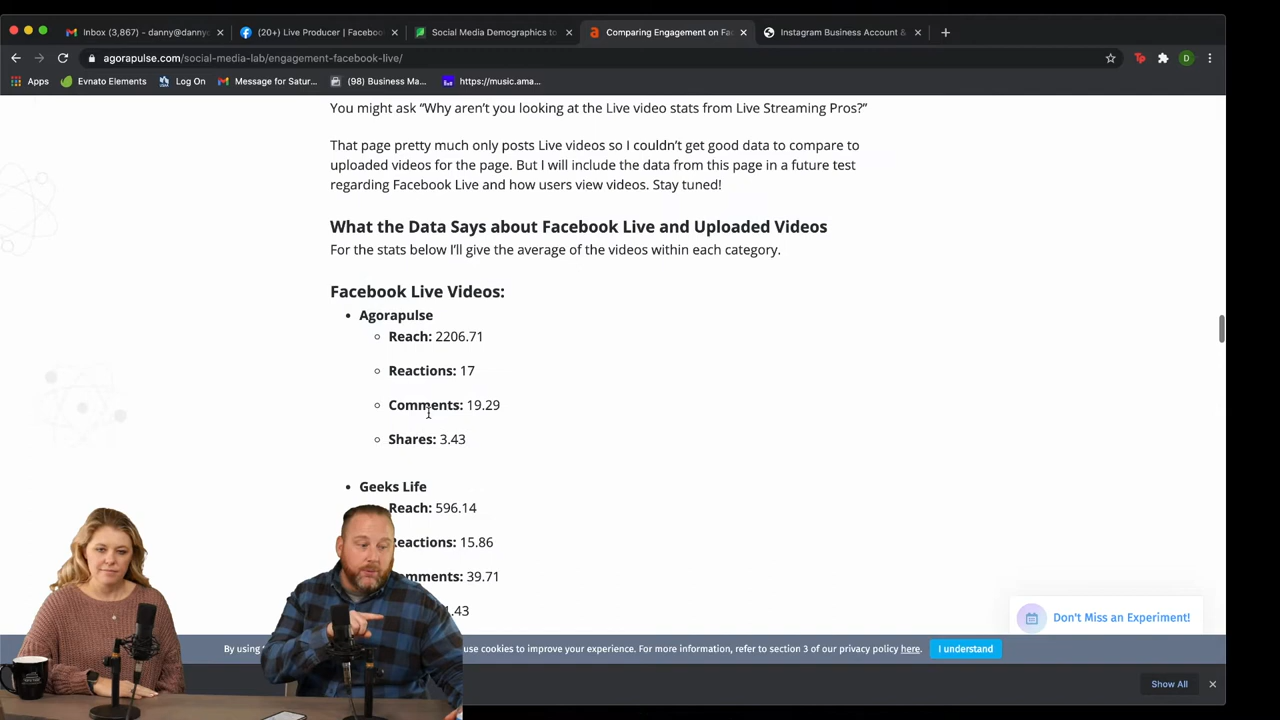 Inbox (3,867) - danny@danny
(20+) Live Producer | Faceboo
Social Media Demographics to
Comparing Engagement on Fa
Instagram Business Account &
agorapulse.com/social-media-lab/engagement-facebook-live/
Apps
Envato Elements
Log On
Message for Satur...
(98) Business Ma...
https://music.ama...
You might ask “Why aren’t you looking at the Live video stats from Live Streaming Pros?”
That page pretty much only posts Live videos so I couldn’t get good data to compare to
uploaded videos for the page. But I will include the data from this page in a future test
regarding Facebook Live and how users view videos. Stay tuned!
What the Data Says about Facebook Live and Uploaded Videos
For the stats below I’ll give the average of the videos within each category.
Facebook Live Videos:
Agorapulse
Reach: 2206.71
Reactions: 17
Comments: 19.29
Shares: 3.43
Geeks Life
Reach: 596.14
Reactions: 15.86
omments: 39.71
.43
Don't Miss an Experiment!
By using
use cookies to improve your experience. For more information, refer to section 3 of our privacy policy here.
I understand
Show All